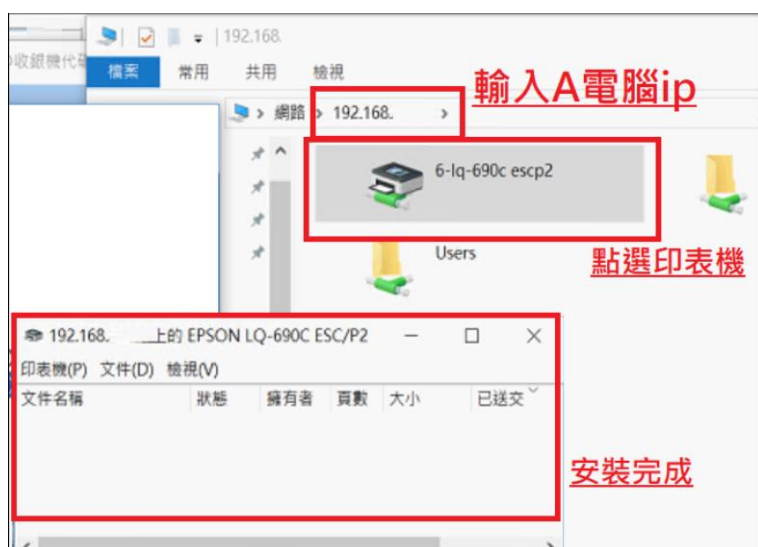 192.168.
收銀機代碼
檔案 常用 共用 檢視
輸入A電腦ip
網路 192.168.
6-lq-690c escp2
Users
點選印表機
192.168. 上的 EPSON LQ-690C ESC/P2
印表機(P) 文件(D) 檢視(V)
文件名稱 狀態 擁有者 頁數 大小 已送交
安裝完成